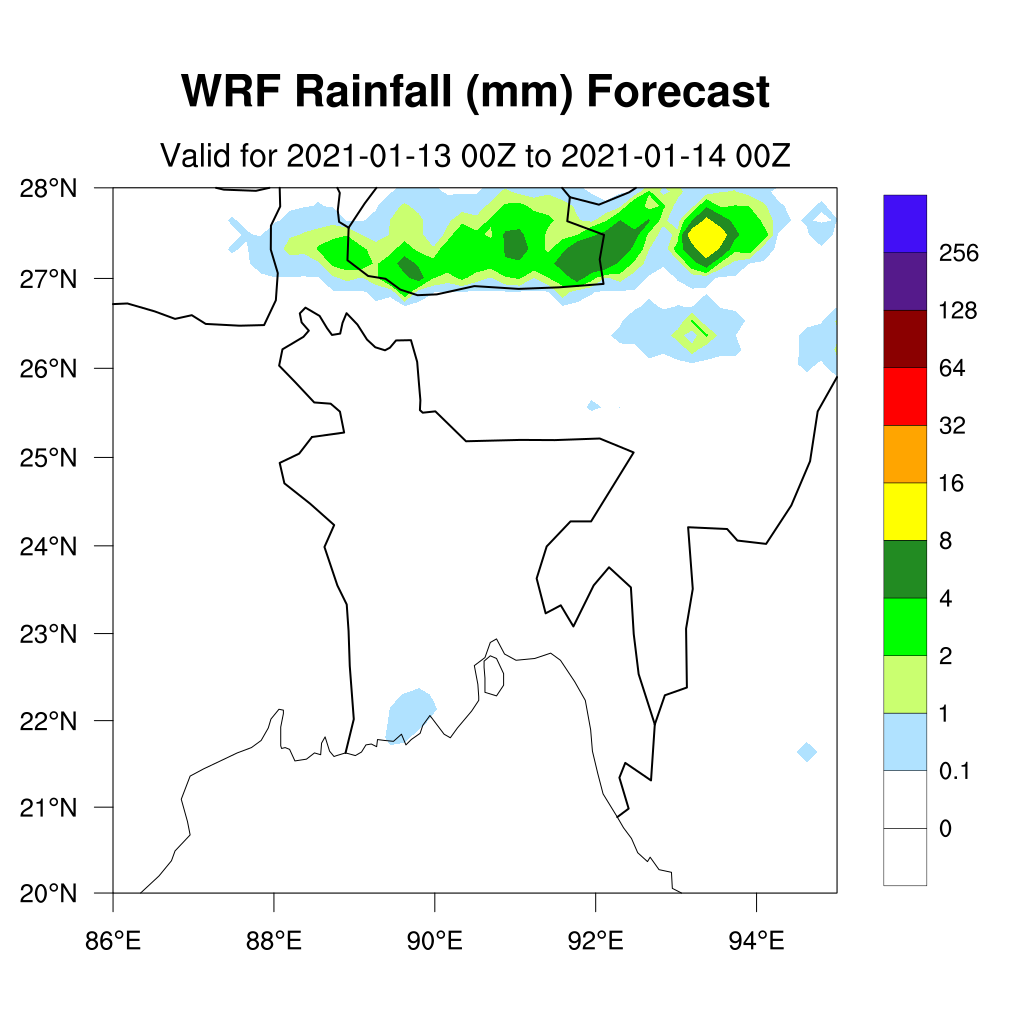 WRF Rainfall (mm) Forecast
Valid for 2021-01-13 00Z to 2021-01-14 00Z
28°N
27°N
26°N
25°N
24°N
23°N
22°N
21°N
20°N
86°E 88°E 90°E 92°E 94°E
256
128
64
32
16
8
4
2
1
0.1
0